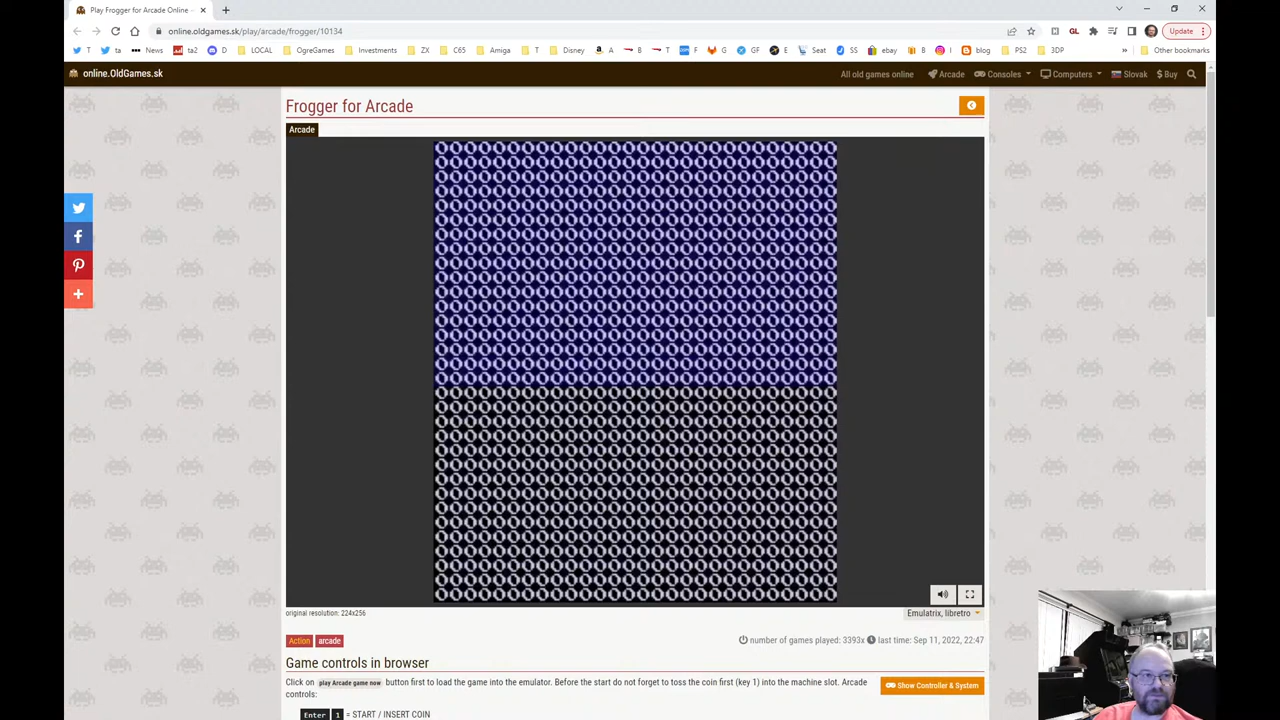 Play Frogger for Arcade Online -
online.oldgames.sk/play/arcade/frogger/10134
GL
Update
T
ta
News
ta2
D
LOCAL
OgreGames
Investments
ZX
C65
Amiga
T
Disney
A
B
T
F
G
GF
E
Seat
SS
ebay
B
I
blog
PS2
3DP
»
Other bookmarks
online.OldGames.sk
All old games online
Arcade
Consoles
Computers
Slovak
$ Buy
Frogger for Arcade
Arcade
original resolution: 224x256
Emulatrix, libretro
Action
arcade
number of games played: 3393x last time: Sep 11, 2022, 22:47
Game controls in browser
Click on play Arcade game now button first to load the game into the emulator. Before the start do not forget to toss the coin first (key 1) into the machine slot. Arcade
controls:
Show Controller & System
Enter 1 = START / INSERT COIN